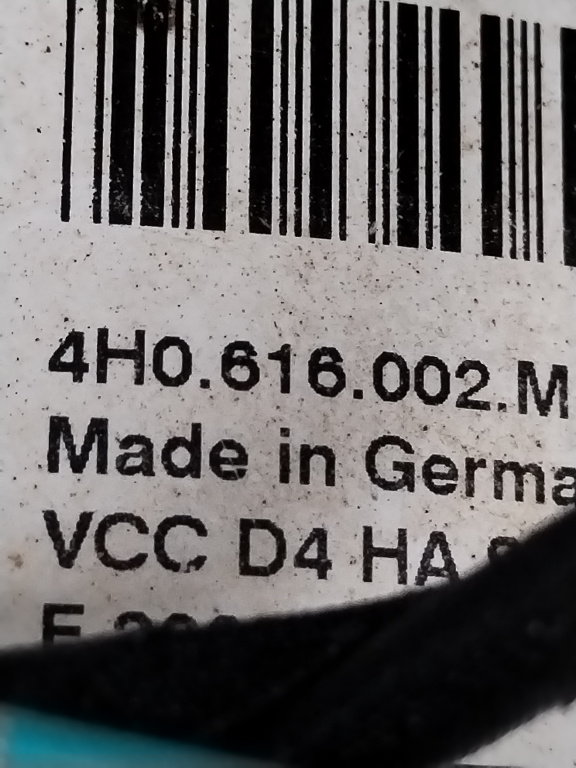 4H0.616.002.M
Made in Germa
VCC D4 HA